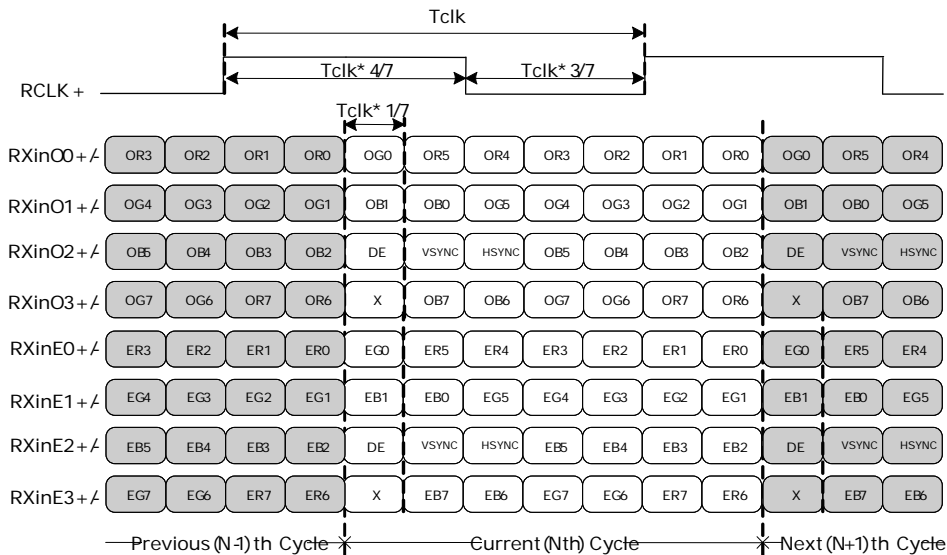 Tclk
Tclk* 4/7 Tclk* 3/7
RCLK +
Tclk* 1/7
RXinO0+/- OR3 OR2 OR1 OR0 OG0 OR5 OR4 OR3 OR2 OR1 OR0 OG0 OR5 OR4
RXinO1+/- OG4 OG3 OG2 OG1 OB1 OB0 OG5 OG4 OG3 OG2 OG1 OB1 OB0 OG5
RXinO2+/- OB5 OB4 OB3 OB2 DE VSYNC HSYNC OB5 OB4 OB3 OB2 DE VSYNC HSYNC
RXinO3+/- OG7 OG6 OR7 OR6 X OB7 OB6 OG7 OG6 OR7 OR6 X OB7 OB6
RXinE0+/- ER3 ER2 ER1 ER0 EG0 ER5 ER4 ER3 ER2 ER1 ER0 EG0 ER5 ER4
RXinE1+/- EG4 EG3 EG2 EG1 EB1 EB0 EG5 EG4 EG3 EG2 EG1 EB1 EB0 EG5
RXinE2+/- EB5 EB4 EB3 EB2 DE VSYNC HSYNC EB5 EB4 EB3 EB2 DE VSYNC HSYNC
RXinE3+/- EG7 EG6 ER7 ER6 X EB7 EB6 EG7 EG6 ER7 ER6 X EB7 EB6
Previous (N-1)th Cycle Current (Nth) Cycle Next (N+1)th Cycle